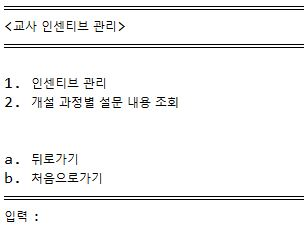 <교사 인센티브 관리>
1. 인센티브 관리
2. 개설 과정별 설문 내용 조회
a. 뒤로가기
b. 처음으로가기
입력 :